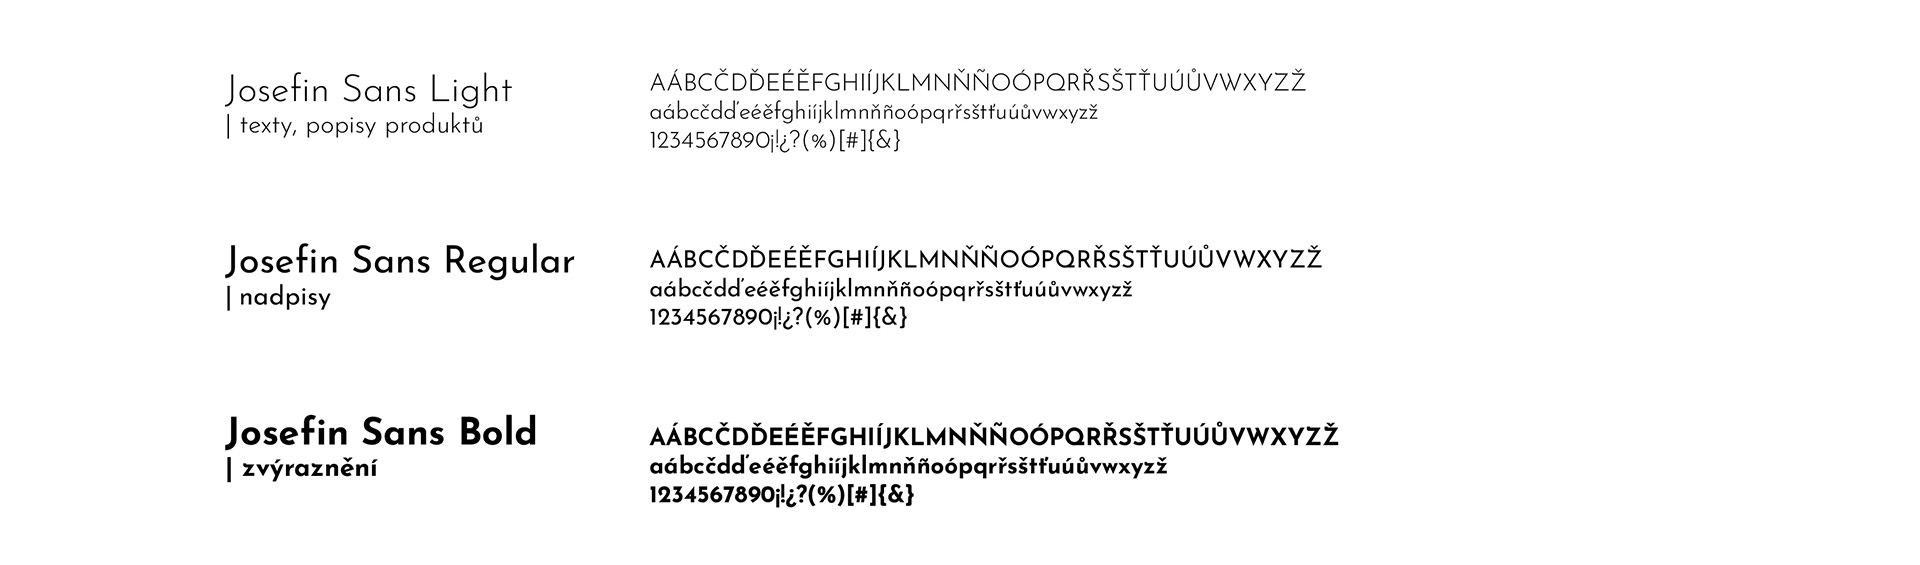 Josefin Sans Light
| texty, popisy produktů
AÁBCČDĎEÉĚFGHIÍJKLMNŇÑOÓPQRŘSŠTŤUÚŮVWXYZŽ
aábcčdďeéěfghiíjklmnňñoópqrřsštťuúůvwxyzž
1234567890¡!¿?(%)[#]{&}
Josefin Sans Regular
| nadpisy
AÁBCČDĎEÉĚFGHIÍJKLMNŇÑOÓPQRŘSŠTŤUÚŮVWXYZŽ
aábcčdďeéěfghiíjklmnňñoópqrřsštťuúůvwxyzž
1234567890¡!¿?(%)[#]{&}
Josefin Sans Bold
| zvýraznění
AÁBCČDĎEÉĚFGHIÍJKLMNŇÑOÓPQRŘSŠTŤUÚŮVWXYZŽ
aábcčdďeéěfghiíjklmnňñoópqrřsštťuúůvwxyzž
1234567890¡!¿?(%)[#]{&}